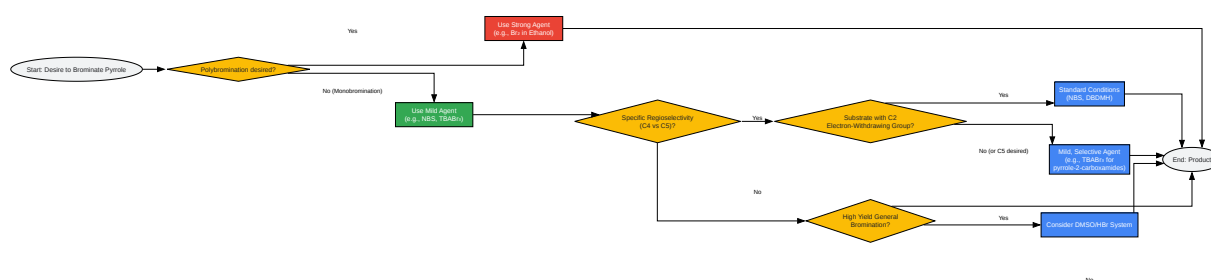 Start: Desire to Brominate Pyrrole
Polybromination desired?
Yes
Use Strong Agent
(e.g., Br₂ in Ethanol)
No (Monobromination)
Use Mild Agent
(e.g., NBS, TBABr₃)
Specific Regioselectivity
(C4 vs C5)?
Yes
Substrate with C2
Electron-Withdrawing Group?
Yes
Standard Conditions
(NBS, DBDMH)
No (or C5 desired)
Mild, Selective Agent
(e.g., TBABr₃ for
pyrrole-2-carboxamides)
End: Product
No
High Yield General
Bromination?
Yes
Consider DMSO/HBr System